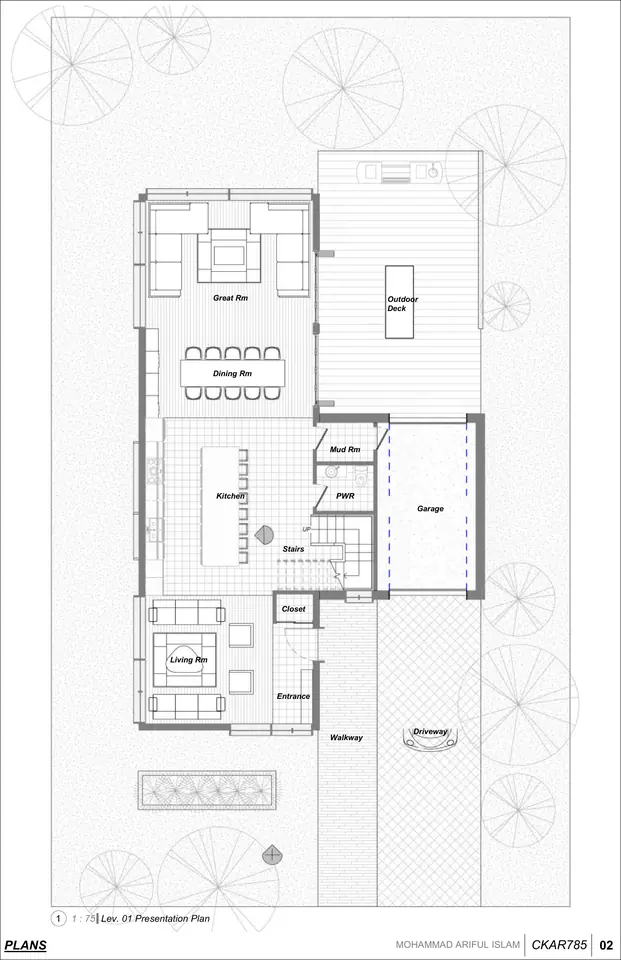 Great Rm
Outdoor
Deck
Dining Rm
Mud Rm
Kitchen
PWR
Garage
UP
Stairs
Closet
Living Rm
Entrance
Walkway
Driveway
1 1 : 75 Lev. 01 Presentation Plan
PLANS
MOHAMMAD ARIFUL ISLAM CKAR785 02